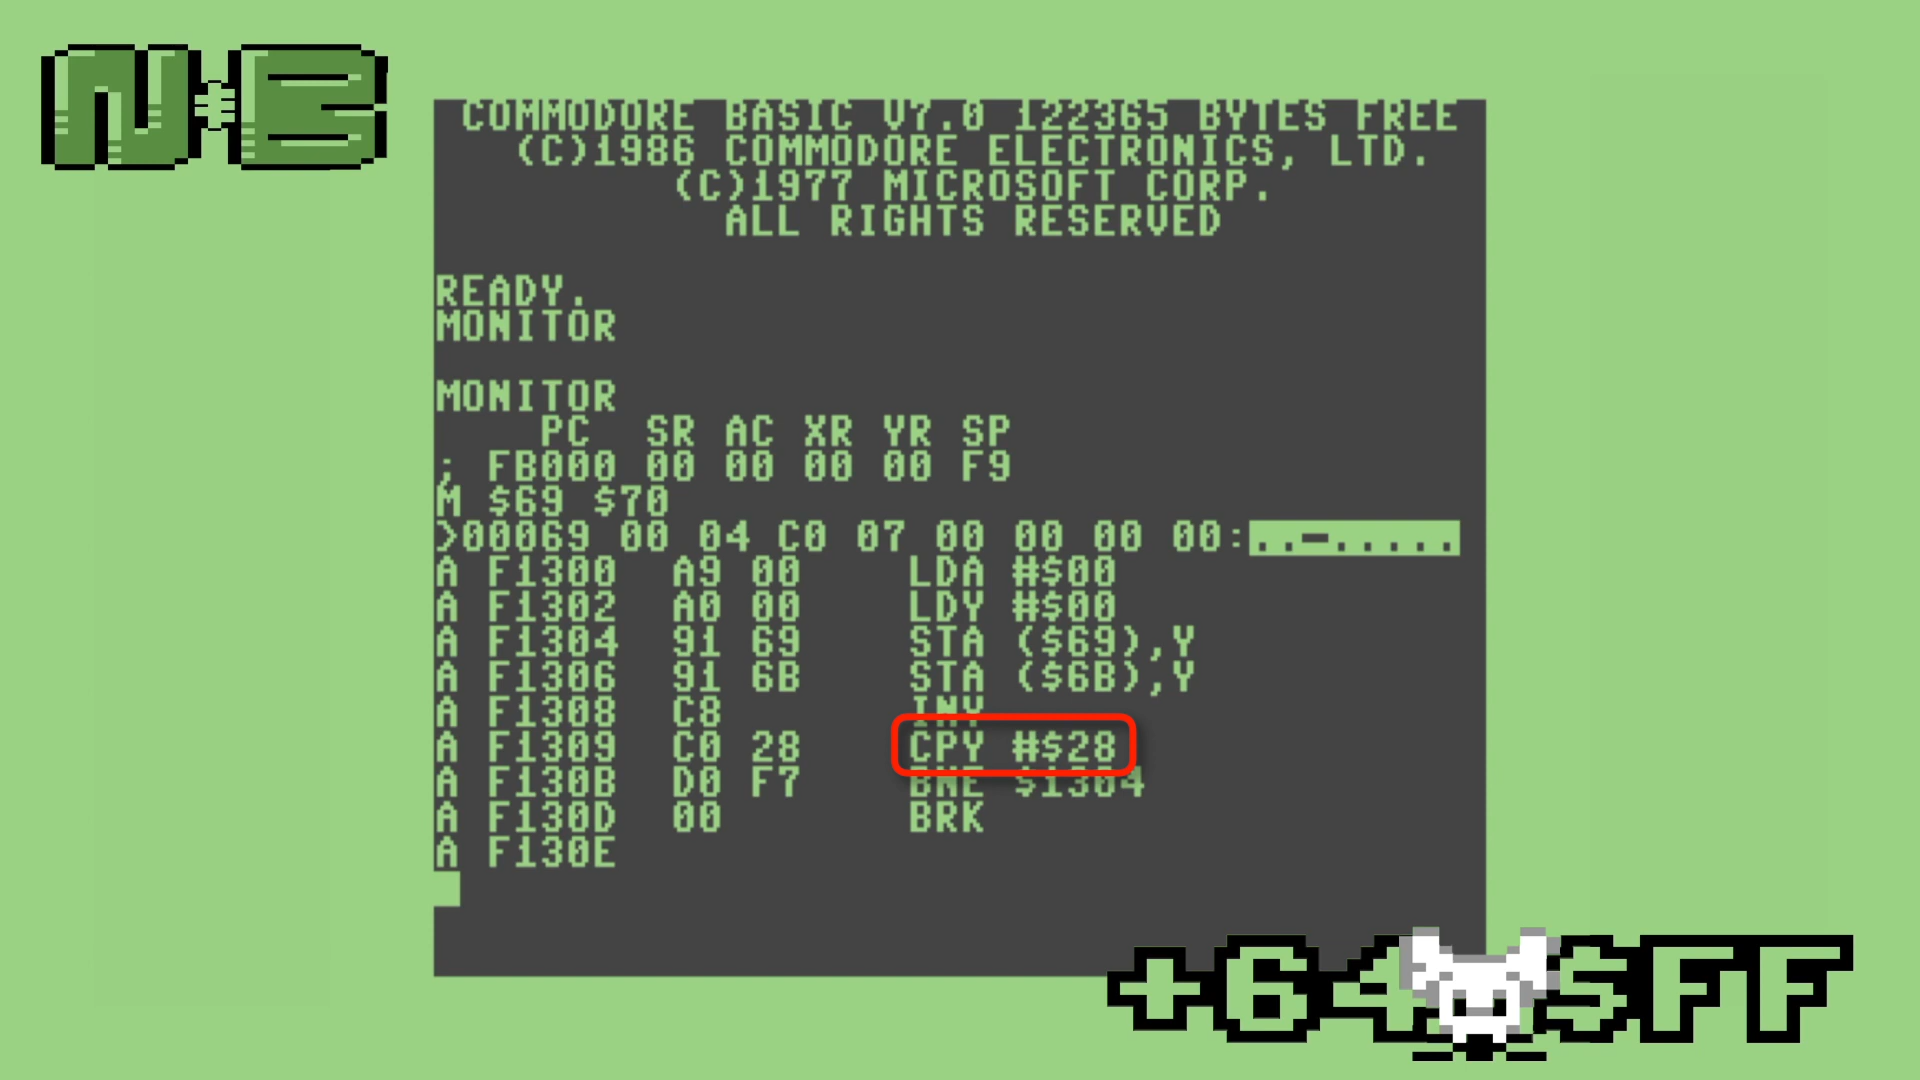 N*B
COMMODORE BASIC V7.0 122365 BYTES FREE
(C)1986 COMMODORE ELECTRONICS, LTD.
(C)1977 MICROSOFT CORP.
ALL RIGHTS RESERVED
READY.
MONITOR
MONITOR
PC SR AC XR YR SP
; FB000 00 00 00 00 F9
M $69 $70
>00069 00 04 C0 07 00 00 00 00:..─.....
A F1300 A9 00 LDA #$00
A F1302 A0 00 LDY #$00
A F1304 91 69 STA ($69),Y
A F1306 91 6B STA ($6B),Y
A F1308 C8 INY
A F1309 C0 28 CPY #$28
A F130B D0 F7 BNE $1304
A F130D 00 BRK
A F130E
+64 $FF